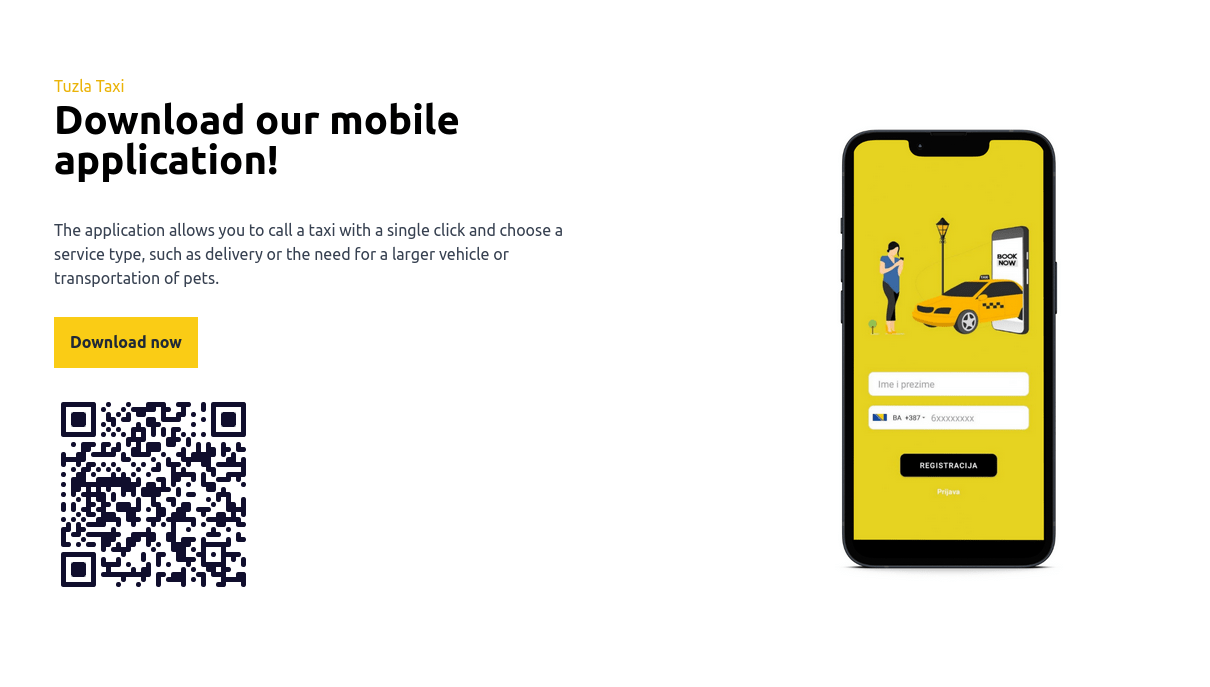 Tuzla Taxi
Download our mobile
application!
The application allows you to call a taxi with a single click and choose a
service type, such as delivery or the need for a larger vehicle or
transportation of pets.
Download now
TAXI
BOOK
NOW
Ime i prezime
BA +387 - 6xxxxxxxx
REGISTRACIJA
Prijava